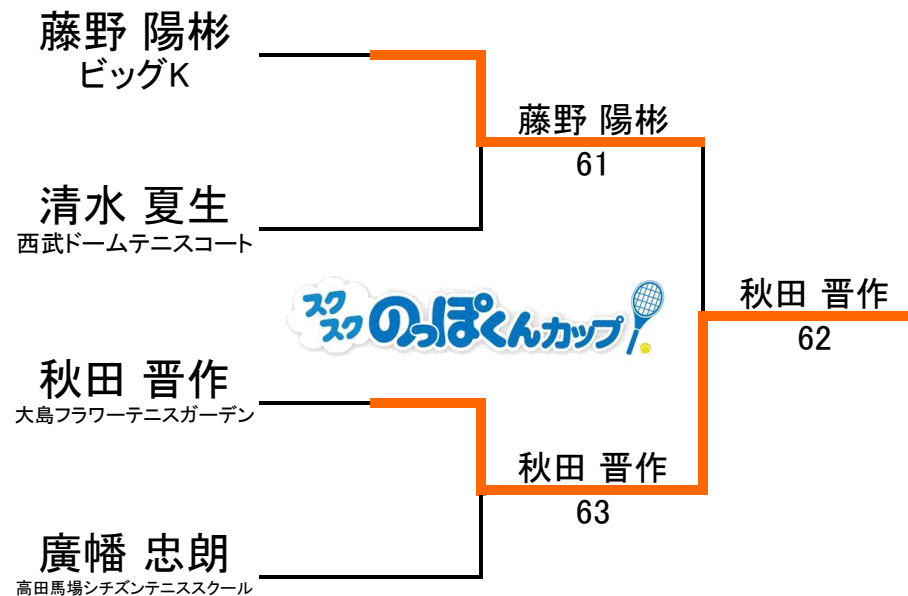 藤野 陽彬
ビッグK
藤野 陽彬
61
清水 夏生
西武ドームテニスコート
スク
スク のっぽくんカップ
秋田 晋作
62
秋田 晋作
大島フラワーテニスガーデン
秋田 晋作
63
廣幡 忠朗
高田馬場シチズンテニススクール